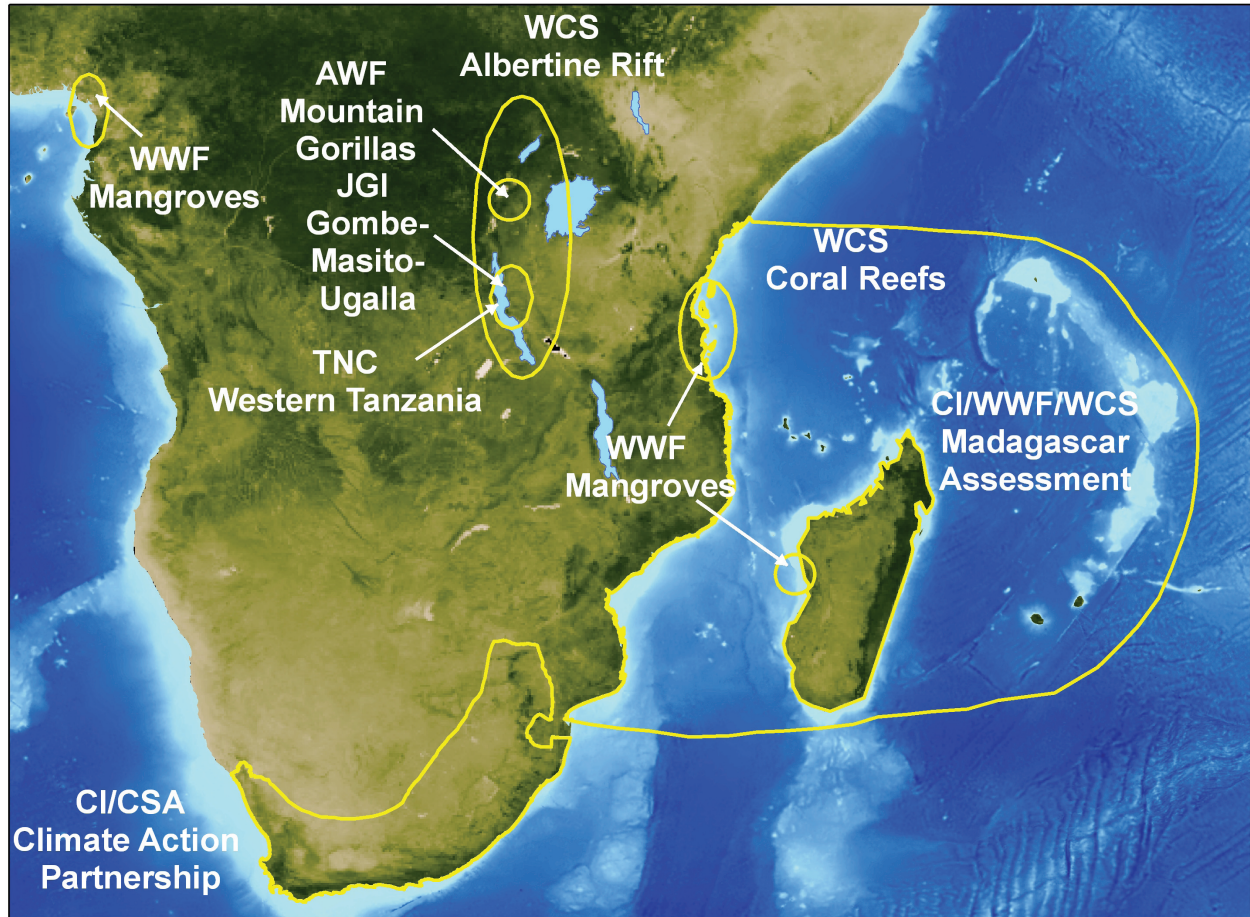 WCS
Albertine Rift
AWF
Mountain
Gorillas
JGI
Gombe-
Masito-
Ugalla
TNC
Western Tanzania
WWF
Mangroves
WCS
Coral Reefs
CI/WWF/WCS
Madagascar
Assessment
WWF
Mangroves
CI/CSA
Climate Action
Partnership